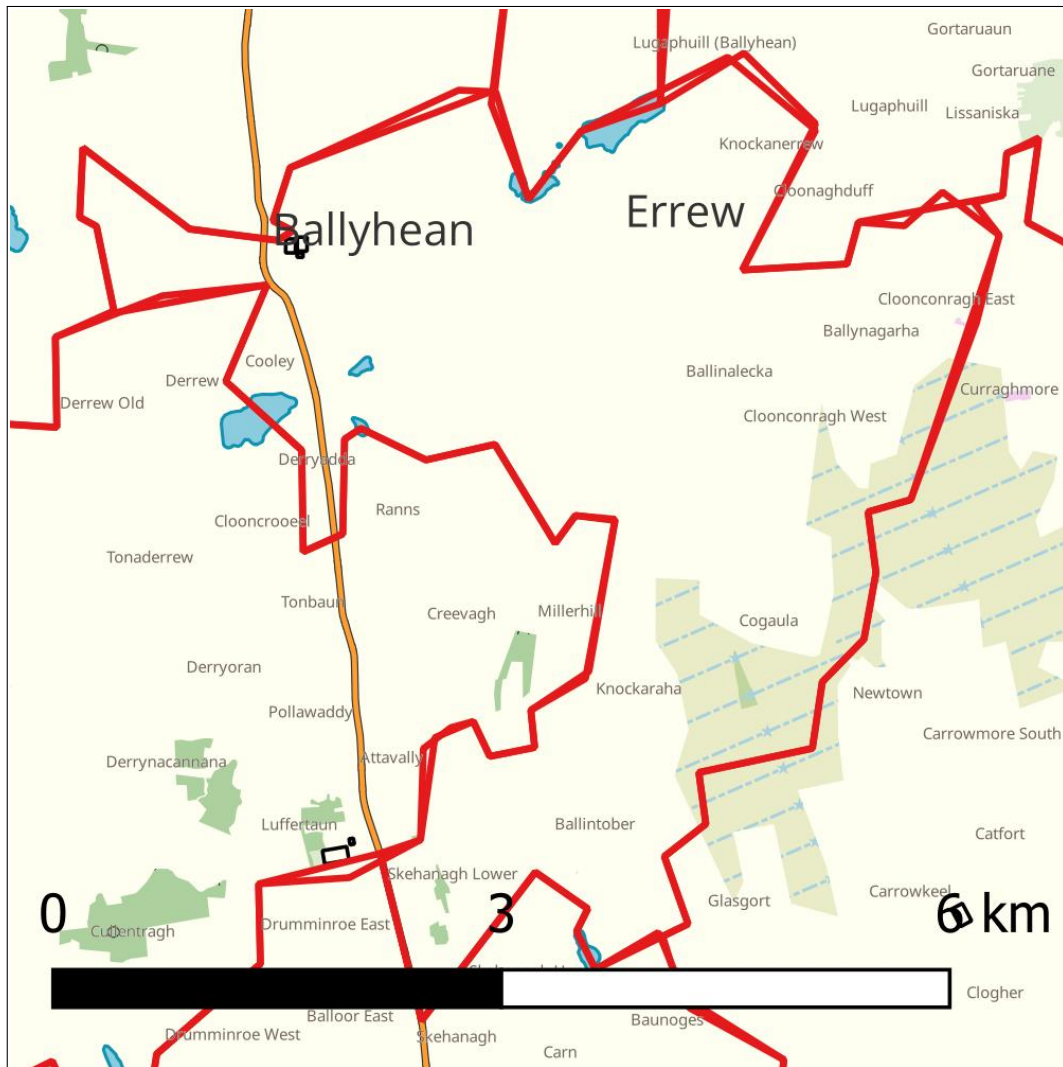 Gortaruaun
Lugaphuill (Ballyhean)
Gortaruane
Lugaphuill
Lissaniska
Knockanerrew
Cloonaghduff
Errew
Ballyhean
Cloonconragh East
Ballynagarha
Cooley
Ballinalecka
Derrew
Curraghmore
Derrew Old
Cloonconragh West
Derryadda
Ranns
Clooncrooeel
Tonaderrew
Tonbaun
Creevagh
Millerhill
Cogaula
Derryoran
Knockaraha
Newtown
Pollawaddy
Carrowmore South
Attavally
Derrynacannana
Luffertaun
Ballintober
Catfort
Skehanagh Lower
Carrowkeel
Glasgort
0 3 6 km
Drumminroe East
Cullentragh
Clogher
Balloor East
Baunoges
Drumminroe West
Skehanagh
Carn